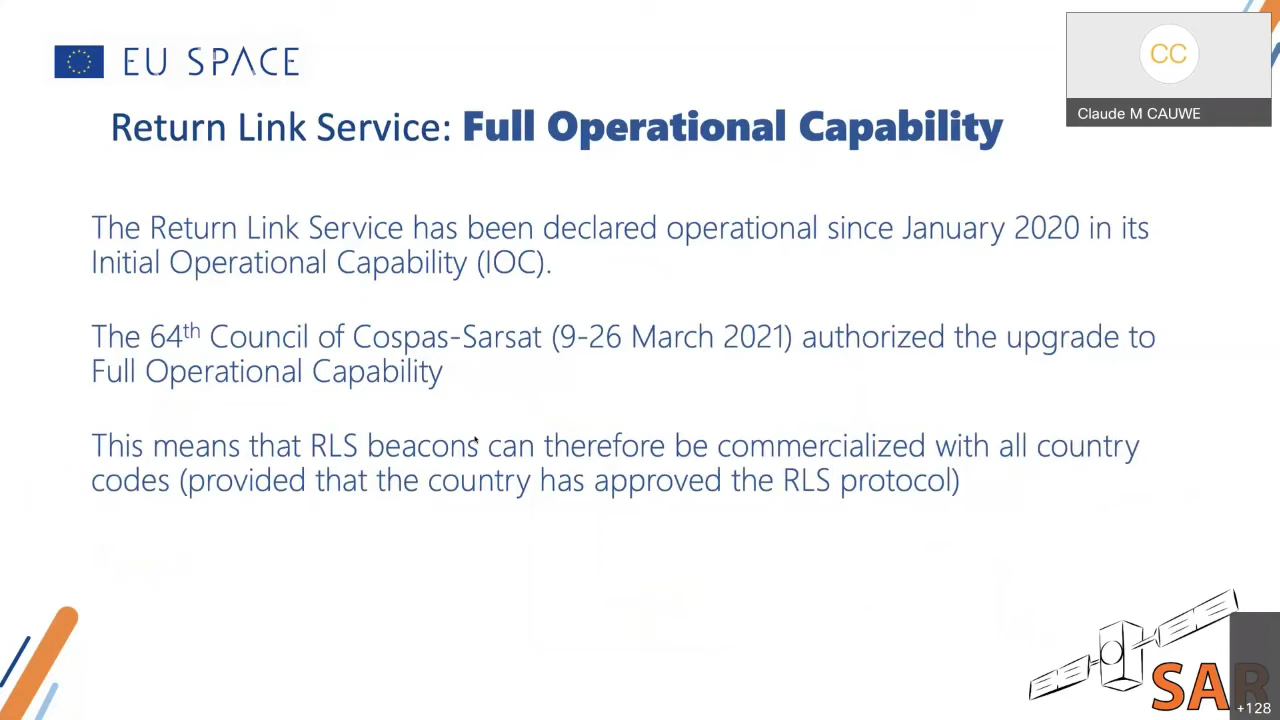 EU SPACE
CC
Claude M CAUWE
Return Link Service: Full Operational Capability
The Return Link Service has been declared operational since January 2020 in its
Initial Operational Capability (IOC).
The 64th Council of Cospas-Sarsat (9-26 March 2021) authorized the upgrade to
Full Operational Capability
This means that RLS beacons can therefore be commercialized with all country
codes (provided that the country has approved the RLS protocol)
SAR
+128